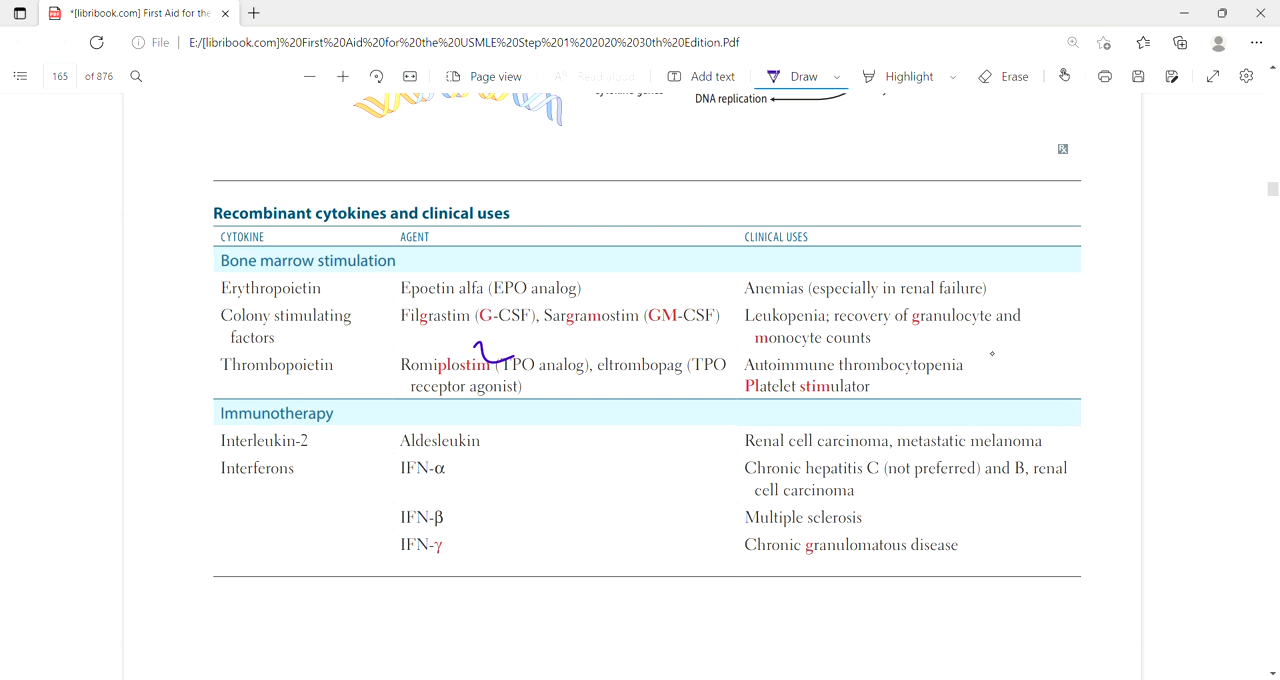 *[libribook.com] First Aid for the
File E:/[libribook.com]%20First%20Aid%20for%20the%20USMLE%20Step%201%202020%2030th%20Edition.Pdf
165 of 876 Page view Read aloud Add text Draw Highlight Erase
DNA replication
Recombinant cytokines and clinical uses
CYTOKINE AGENT CLINICAL USES
Bone marrow stimulation
Erythropoietin Epoetin alfa (EPO analog) Anemias (especially in renal failure)
Colony stimulating Filgrastim (G-CSF), Sargramostim (GM-CSF) Leukopenia; recovery of granulocyte and
factors monocyte counts
Thrombopoietin Romiplostim (TPO analog), eltrombopag (TPO Autoimmune thrombocytopenia
receptor agonist) Platelet stimulator
Immunotherapy
Interleukin-2 Aldesleukin Renal cell carcinoma, metastatic melanoma
Interferons IFN-α Chronic hepatitis C (not preferred) and B, renal
cell carcinoma
IFN-β Multiple sclerosis
IFN-γ Chronic granulomatous disease